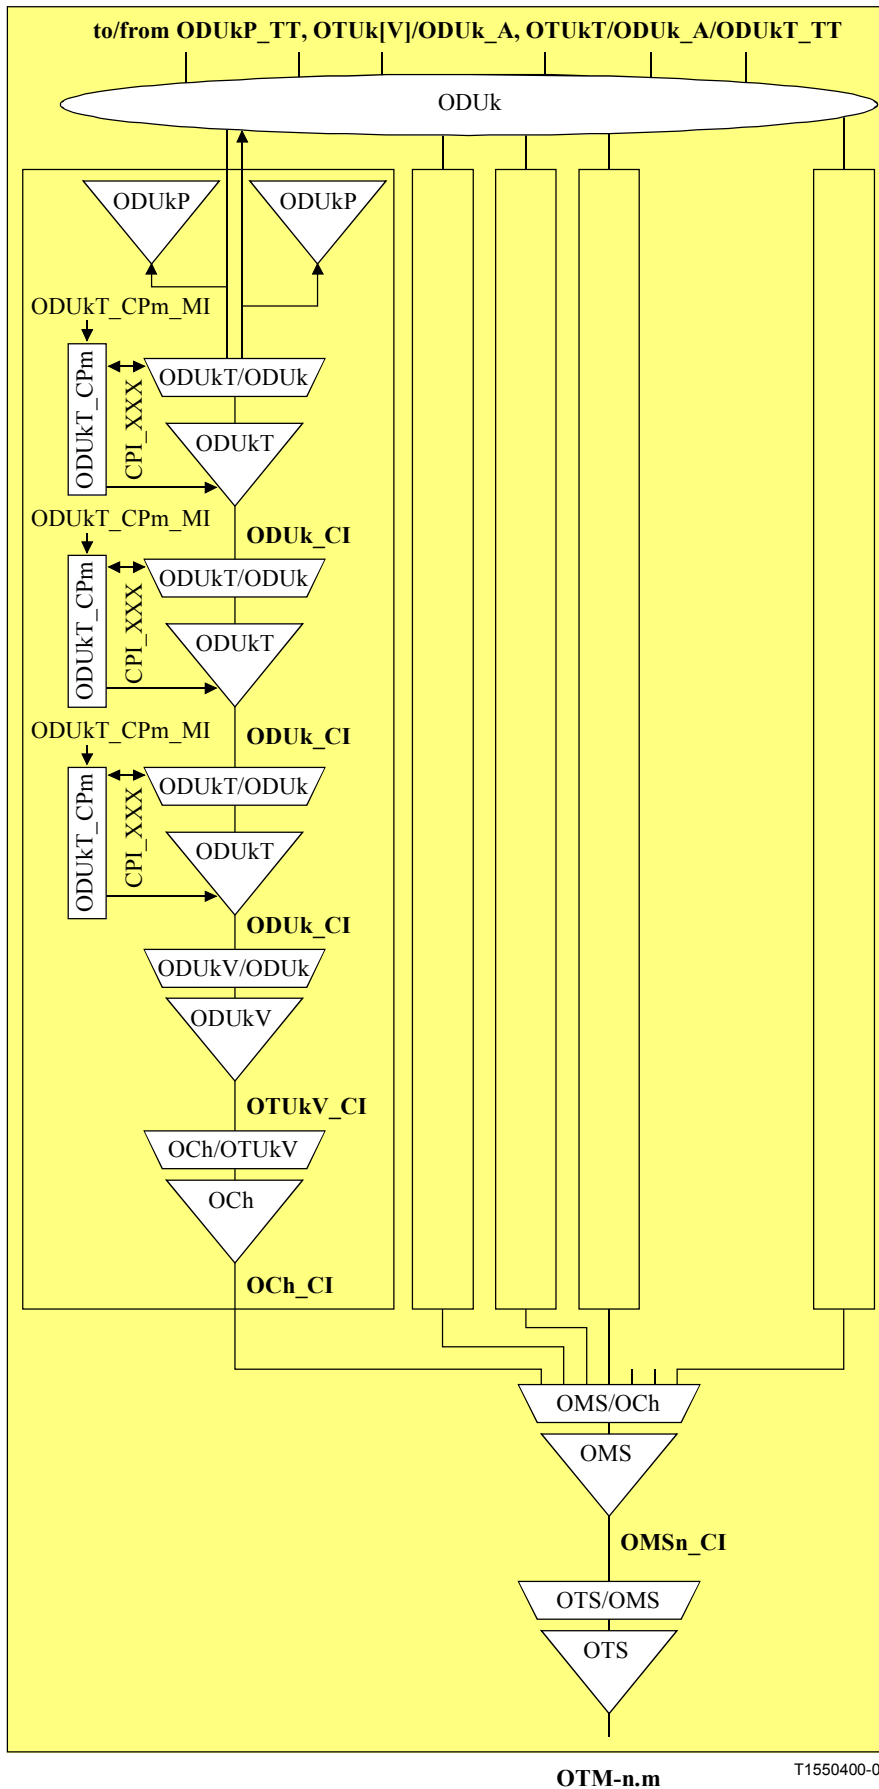 to/from ODUkP_TT, OTUk[V]/ODUk_A, OTUkT/ODUk_A/ODUkT_TT
ODUk
ODUkP
ODUkP
ODUkT_CPm_MI
ODUkT_CPm
CPI_XXX
ODUkT/ODUk
ODUkT
ODUk_CI
ODUkT_CPm_MI
ODUkT_CPm
CPI_XXX
ODUkT/ODUk
ODUkT
ODUk_CI
ODUkT_CPm_MI
ODUkT_CPm
CPI_XXX
ODUkT/ODUk
ODUkT
ODUk_CI
ODUkV/ODUk
ODUkV
OTUkV_CI
OCh/OTUkV
OCh
OCh_CI
OMS/OCh
OMS
OMSn_CI
OTS/OMS
OTS
OTM-n.m
T1550400-0